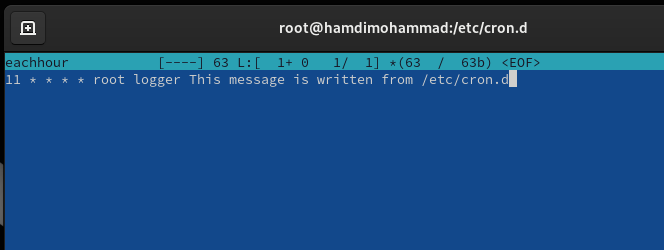 root@hamdimohammad:/etc/cron.d
eachhour [----] 63 L:[ 1+ 0 1/ 1] *(63 / 63b) <EOF>
11 * * * * root logger This message is written from /etc/cron.d